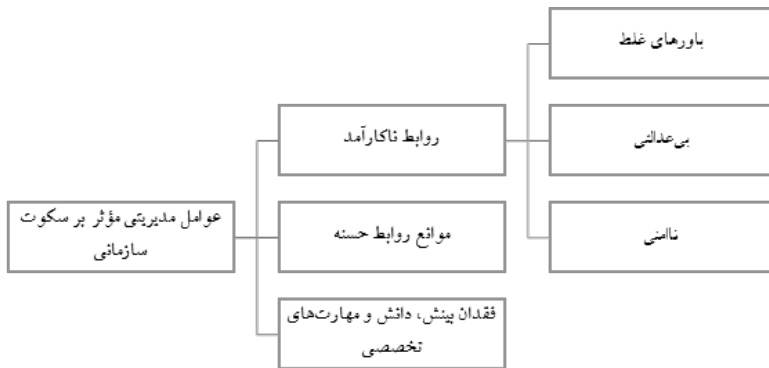 باورهای غلط
روابط ناکارآمد
بی‌عدالتی
عوامل مدیریتی مؤثر بر سکوت
سازمانی
موانع روابط حسنه
ناامنی
فقدان بینش، دانش و مهارت‌های
تخصصی